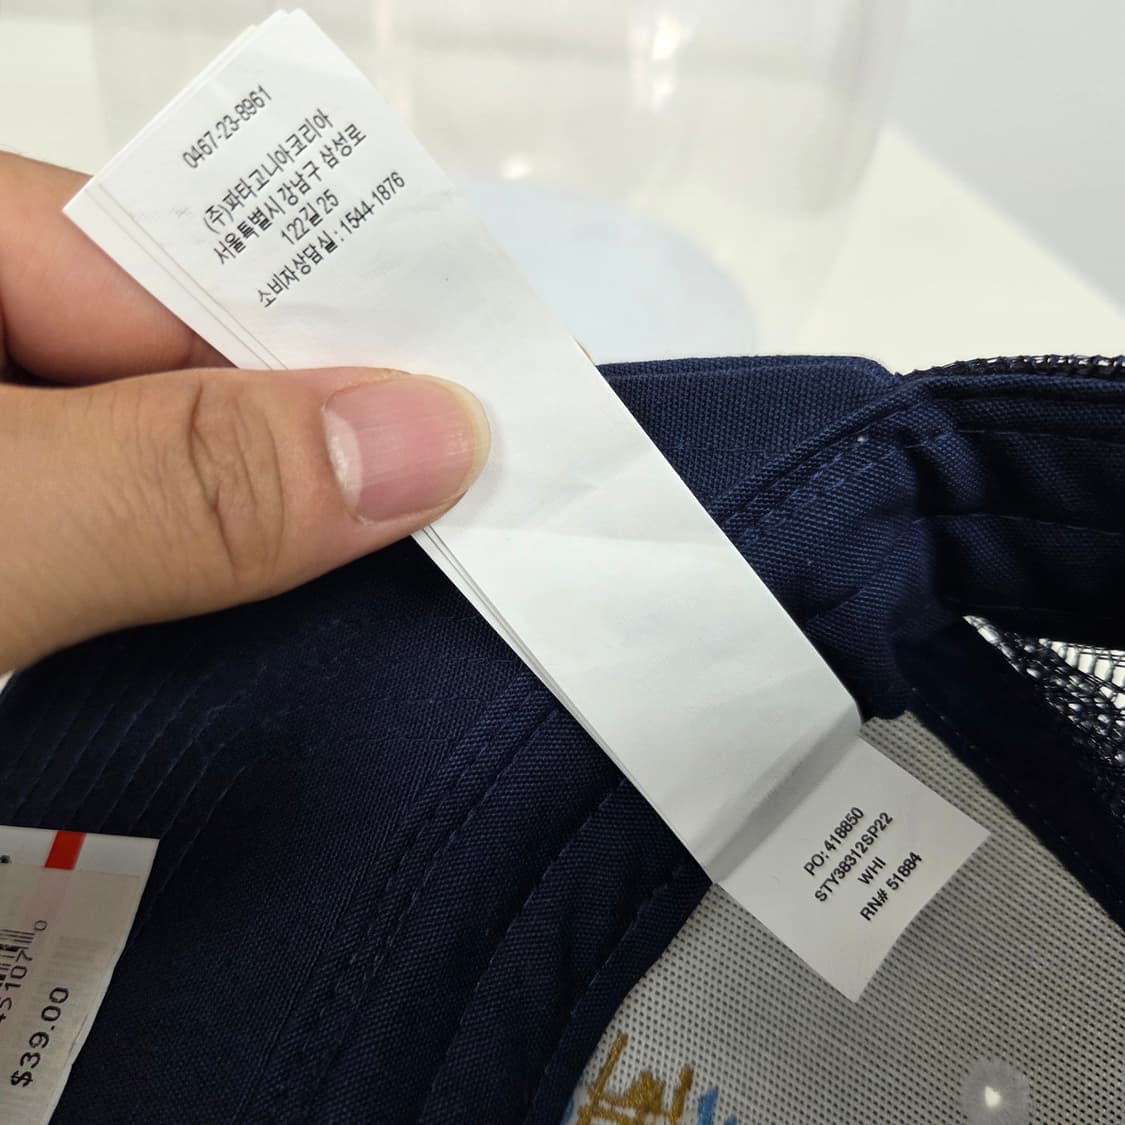 0467-23-8961
(주)파타고니아코리아
서울특별시 강남구 삼성로
122길 25
소비자상담실 : 1544-1876
PO: 418850
STY38312SP22
WHI
RN# 51884
45107 0
$39.00